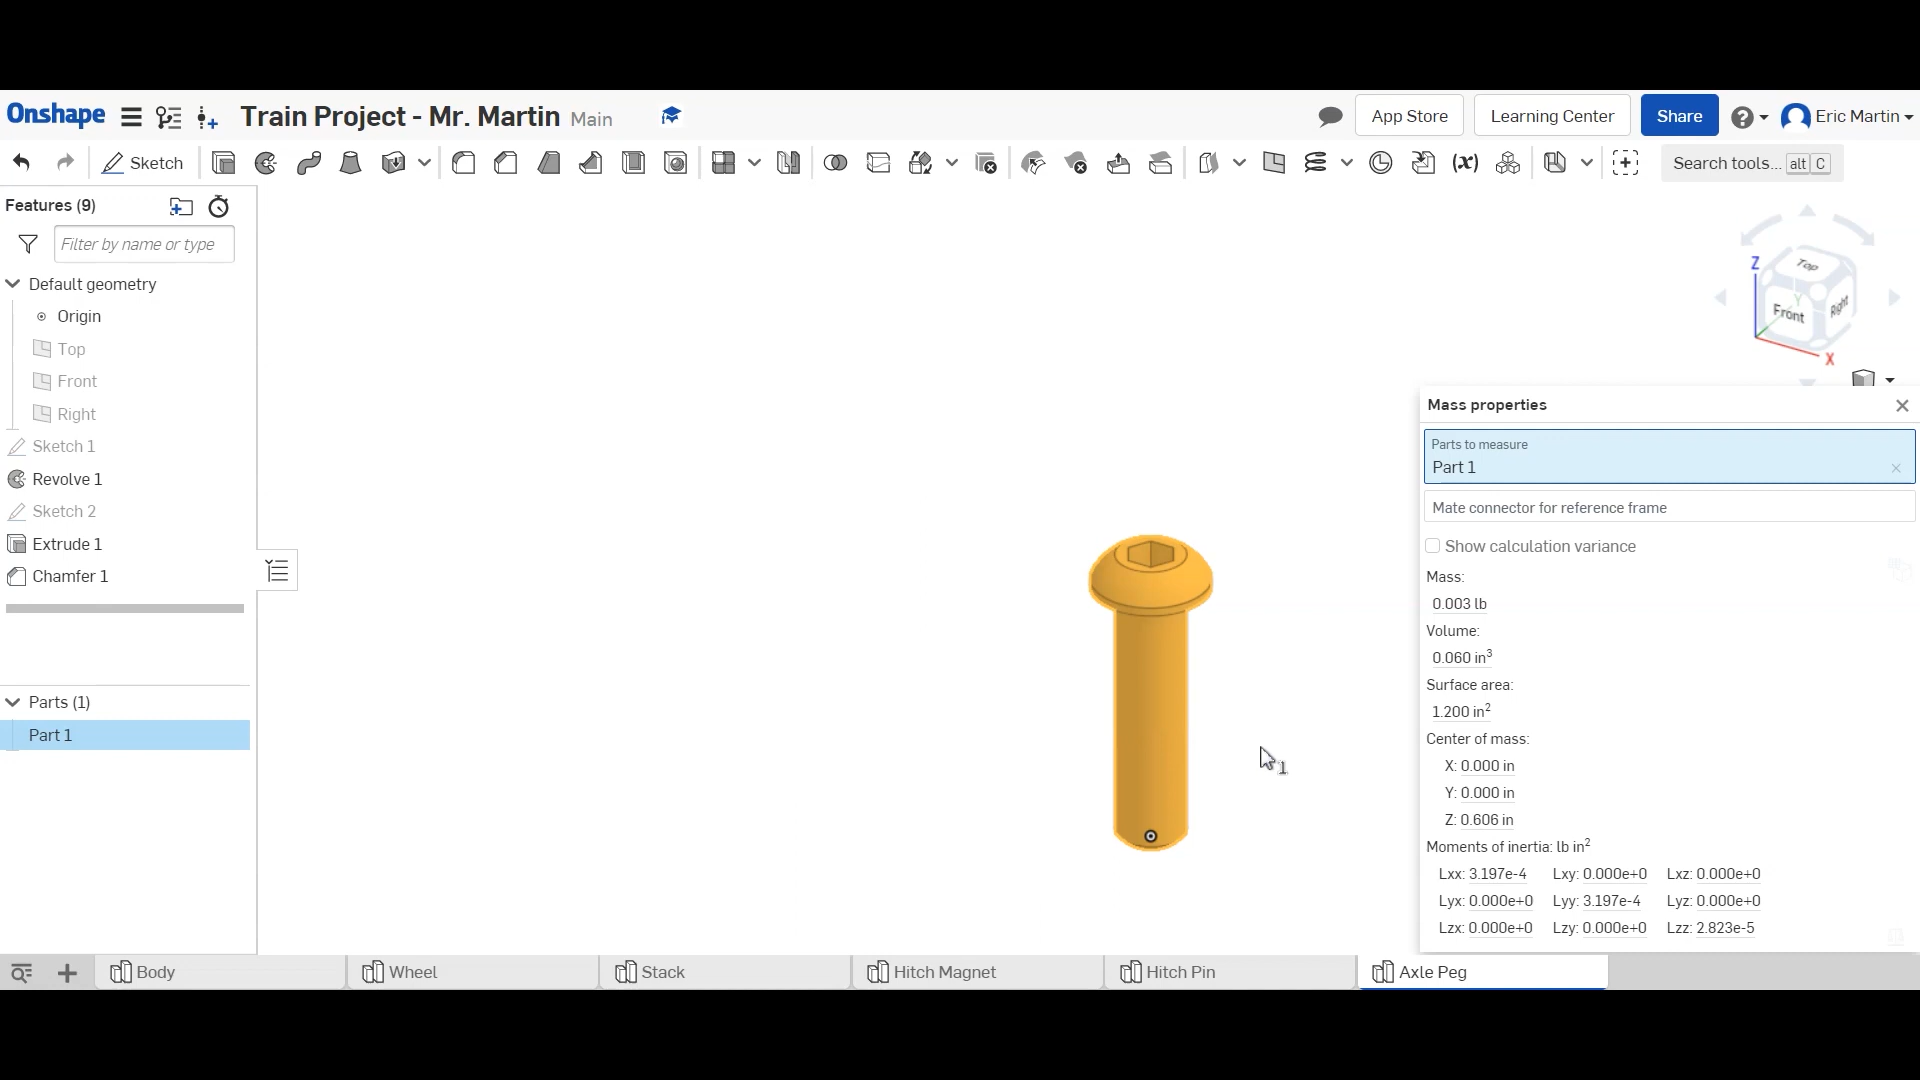 Onshape Train Project - Mr. Martin Main App Store Learning Center Share Eric Martin
Sketch (x) Search tools... alt C
Features (9)
Filter by name or type
Default geometry
Origin
Top
Front
Right
Sketch 1
Revolve 1
Sketch 2
Extrude 1
Chamfer 1
Parts (1)
Part 1
Z
Top
Y
Front
Right
X
1
Mass properties
Parts to measure
Part 1
Mate connector for reference frame
Show calculation variance
Mass:
0.003 lb
Volume:
0.060 in³
Surface area:
1.200 in²
Center of mass:
X: 0.000 in
Y: 0.000 in
Z: 0.606 in
Moments of inertia: lb in²
Lxx: 3.197e-4 Lxy: 0.000e+0 Lxz: 0.000e+0
Lyx: 0.000e+0 Lyy: 3.197e-4 Lyz: 0.000e+0
Lzx: 0.000e+0 Lzy: 0.000e+0 Lzz: 2.823e-5
Body Wheel Stack Hitch Magnet Hitch Pin Axle Peg